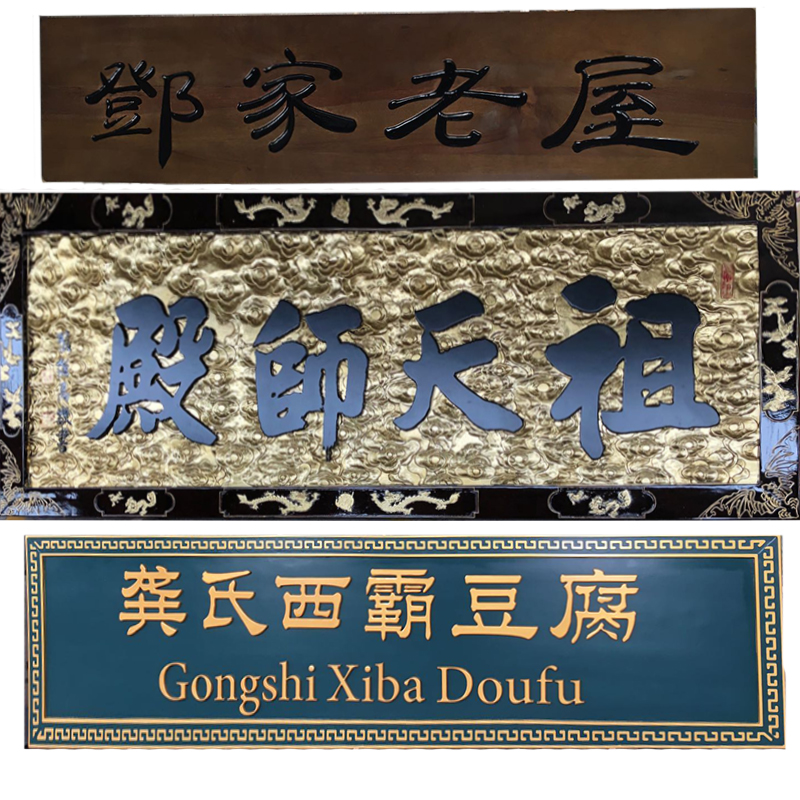 鄧家老屋
祖天師殿
龚氏西霸豆腐
Gongshi Xiba Doufu